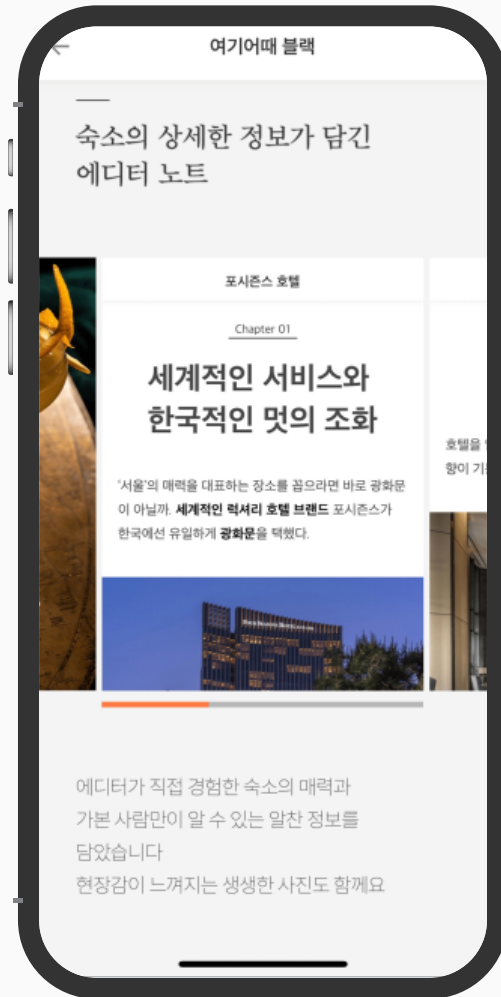 여기어때 블랙
숙소의 상세한 정보가 담긴
에디터 노트
포시즌스 호텔
Chapter 01
세계적인 서비스와
한국적인 멋의 조화
'서울'의 매력을 대표하는 장소를 꼽으라면 바로 광화문
이 아닐까. 세계적인 럭셔리 호텔 브랜드 포시즌스가
한국에선 유일하게 광화문을 택했다.
호텔을
향이
에디터가 직접 경험한 숙소의 매력과
가본 사람만이 알 수 있는 알찬 정보를
담았습니다
현장감이 느껴지는 생생한 사진도 함께요